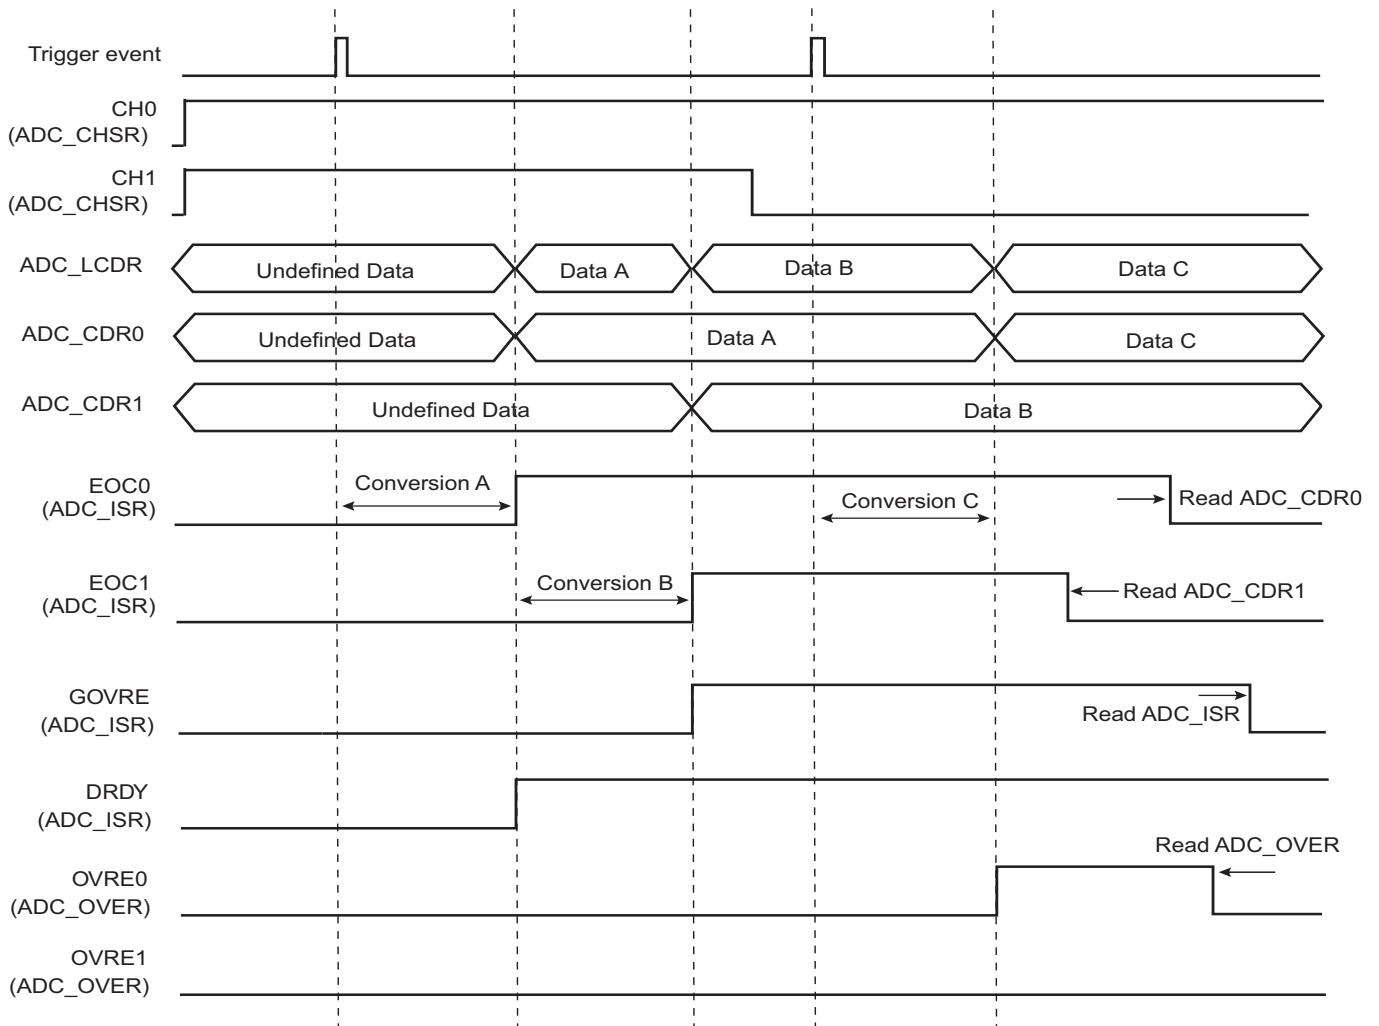 Trigger event
CH0
(ADC_CHSR)
CH1
(ADC_CHSR)
ADC_LCDR
Undefined Data
Data A
Data B
Data C
ADC_CDR0
Undefined Data
Data A
Data C
ADC_CDR1
Undefined Data
Data B
EOC0
(ADC_ISR)
Conversion A
Conversion C
Read ADC_CDR0
EOC1
(ADC_ISR)
Conversion B
Read ADC_CDR1
GOVRE
(ADC_ISR)
Read ADC_ISR
DRDY
(ADC_ISR)
Read ADC_OVER
OVRE0
(ADC_OVER)
OVRE1
(ADC_OVER)